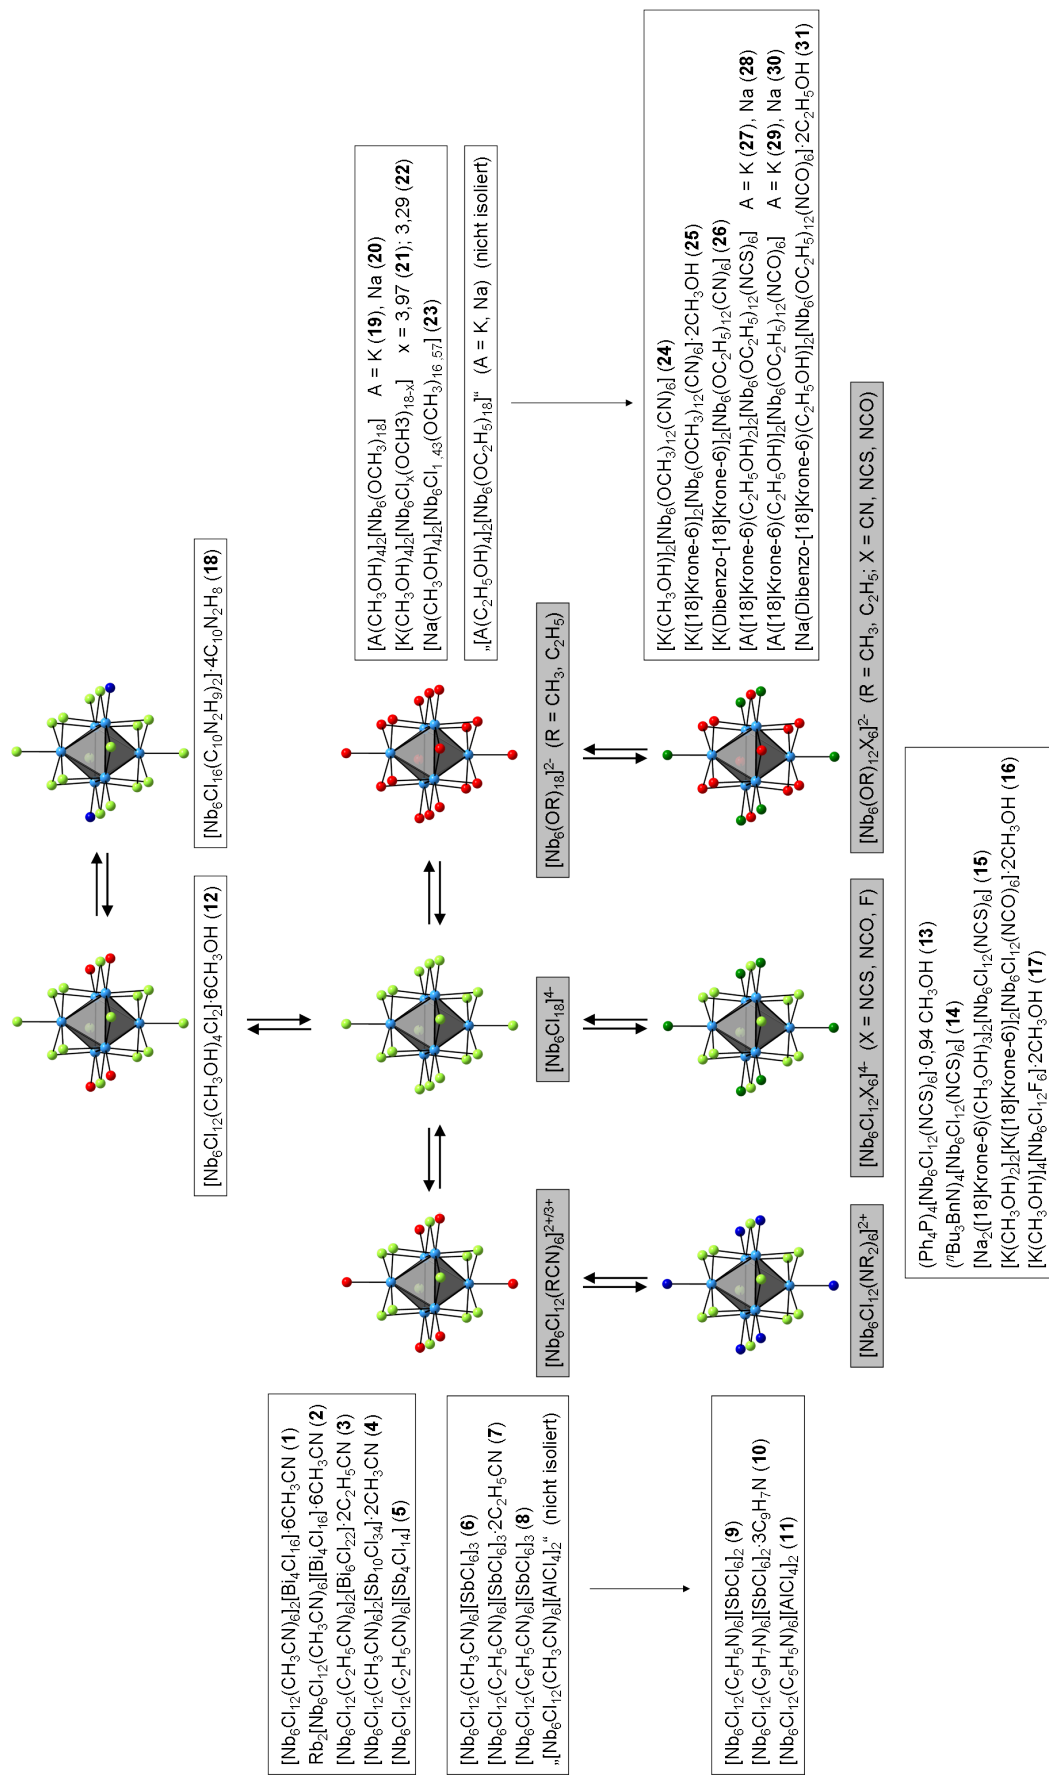 [Nb₆Cl₁₂(CH₃CN)₆]₂[Bi₄Cl₁₆]·6CH₃CN (1)
Rb₂[Nb₆Cl₁₂(CH₃CN)₆][Bi₄Cl₁₆]·6CH₃CN (2)
[Nb₆Cl₁₂(C₂H₅CN)₆]₂[Bi₆Cl₂₂]·2C₂H₅CN (3)
[Nb₆Cl₁₂(CH₃CN)₆]₂[Sb₁₀Cl₃₄]·2CH₃CN (4)
[Nb₆Cl₁₂(C₂H₅CN)₆][Sb₄Cl₁₄] (5)
[Nb₆Cl₁₂(CH₃CN)₆][SbCl₆]₃ (6)
[Nb₆Cl₁₂(C₂H₅CN)₆][SbCl₆]₃·2C₂H₅CN (7)
[Nb₆Cl₁₂(C₆H₅CN)₆][SbCl₆]₃ (8)
„[Nb₆Cl₁₂(CH₃CN)₆][AlCl₄]₂“ (nicht isoliert)
[Nb₆Cl₁₂(C₅H₅N)₆][SbCl₆]₂ (9)
[Nb₆Cl₁₂(C₉H₇N)₆][SbCl₆]₂·3C₉H₇N (10)
[Nb₆Cl₁₂(C₅H₅N)₆][AlCl₄]₂ (11)
[Nb₆Cl₁₂(CH₃OH)₄Cl₂]·6CH₃OH (12)
[Nb₆Cl₁₆(C₁₀N₂H₉)₂]·4C₁₀N₂H₈ (18)
[Nb₆Cl₁₂(RCN)₆]²⁺/³⁺
[Nb₆Cl₁₈]⁴⁻
[Nb₆(OR)₁₈]²⁻ (R = CH₃, C₂H₅)
[Nb₆Cl₁₂(NR₂)₆]²⁺
[Nb₆Cl₁₂X₆]⁴⁻ (X = NCS, NCO, F)
[Nb₆(OR)₁₂X₆]²⁻ (R = CH₃, C₂H₅; X = CN, NCS, NCO)
(Ph₄P)₄[Nb₆Cl₁₂(NCS)₆]·0,94 CH₃OH (13)
(ⁿBu₃BnN)₄[Nb₆Cl₁₂(NCS)₆] (14)
[Na₂([18]Krone-6)(CH₃OH)₃]₂[Nb₆Cl₁₂(NCS)₆] (15)
[K(CH₃OH)₂]₂[K([18]Krone-6)]₂[Nb₆Cl₁₂(NCO)₆]·2CH₃OH (16)
[K(CH₃OH)]₄[Nb₆Cl₁₂F₆]·2CH₃OH (17)
[A(CH₃OH)₄]₂[Nb₆(OCH₃)₁₈] A = K (19), Na (20)
[K(CH₃OH)₄]₂[Nb₆Clₓ(OCH3)₁₈₋ₓ] x = 3,97 (21); 3,29 (22)
[Na(CH₃OH)₄]₂[Nb₆Cl₁.₄₃(OCH₃)₁₆.₅₇] (23)
„[A(C₂H₅OH)₄]₂[Nb₆(OC₂H₅)₁₈]“ (A = K, Na) (nicht isoliert)
[K(CH₃OH)]₂[Nb₆(OCH₃)₁₂(CN)₆] (24)
[K([18]Krone-6)]₂[Nb₆(OCH₃)₁₂(CN)₆]·2CH₃OH (25)
[K(Dibenzo-[18]Krone-6)]₂[Nb₆(OC₂H₅)₁₂(CN)₆] (26)
[A([18]Krone-6)(C₂H₅OH)₂]₂[Nb₆(OC₂H₅)₁₂(NCS)₆] A = K (27), Na (28)
[A([18]Krone-6)(C₂H₅OH)]₂[Nb₆(OC₂H₅)₁₂(NCO)₆] A = K (29), Na (30)
[Na(Dibenzo-[18]Krone-6)(C₂H₅OH)]₂[Nb₆(OC₂H₅)₁₂(NCO)₆]·2C₂H₅OH (31)